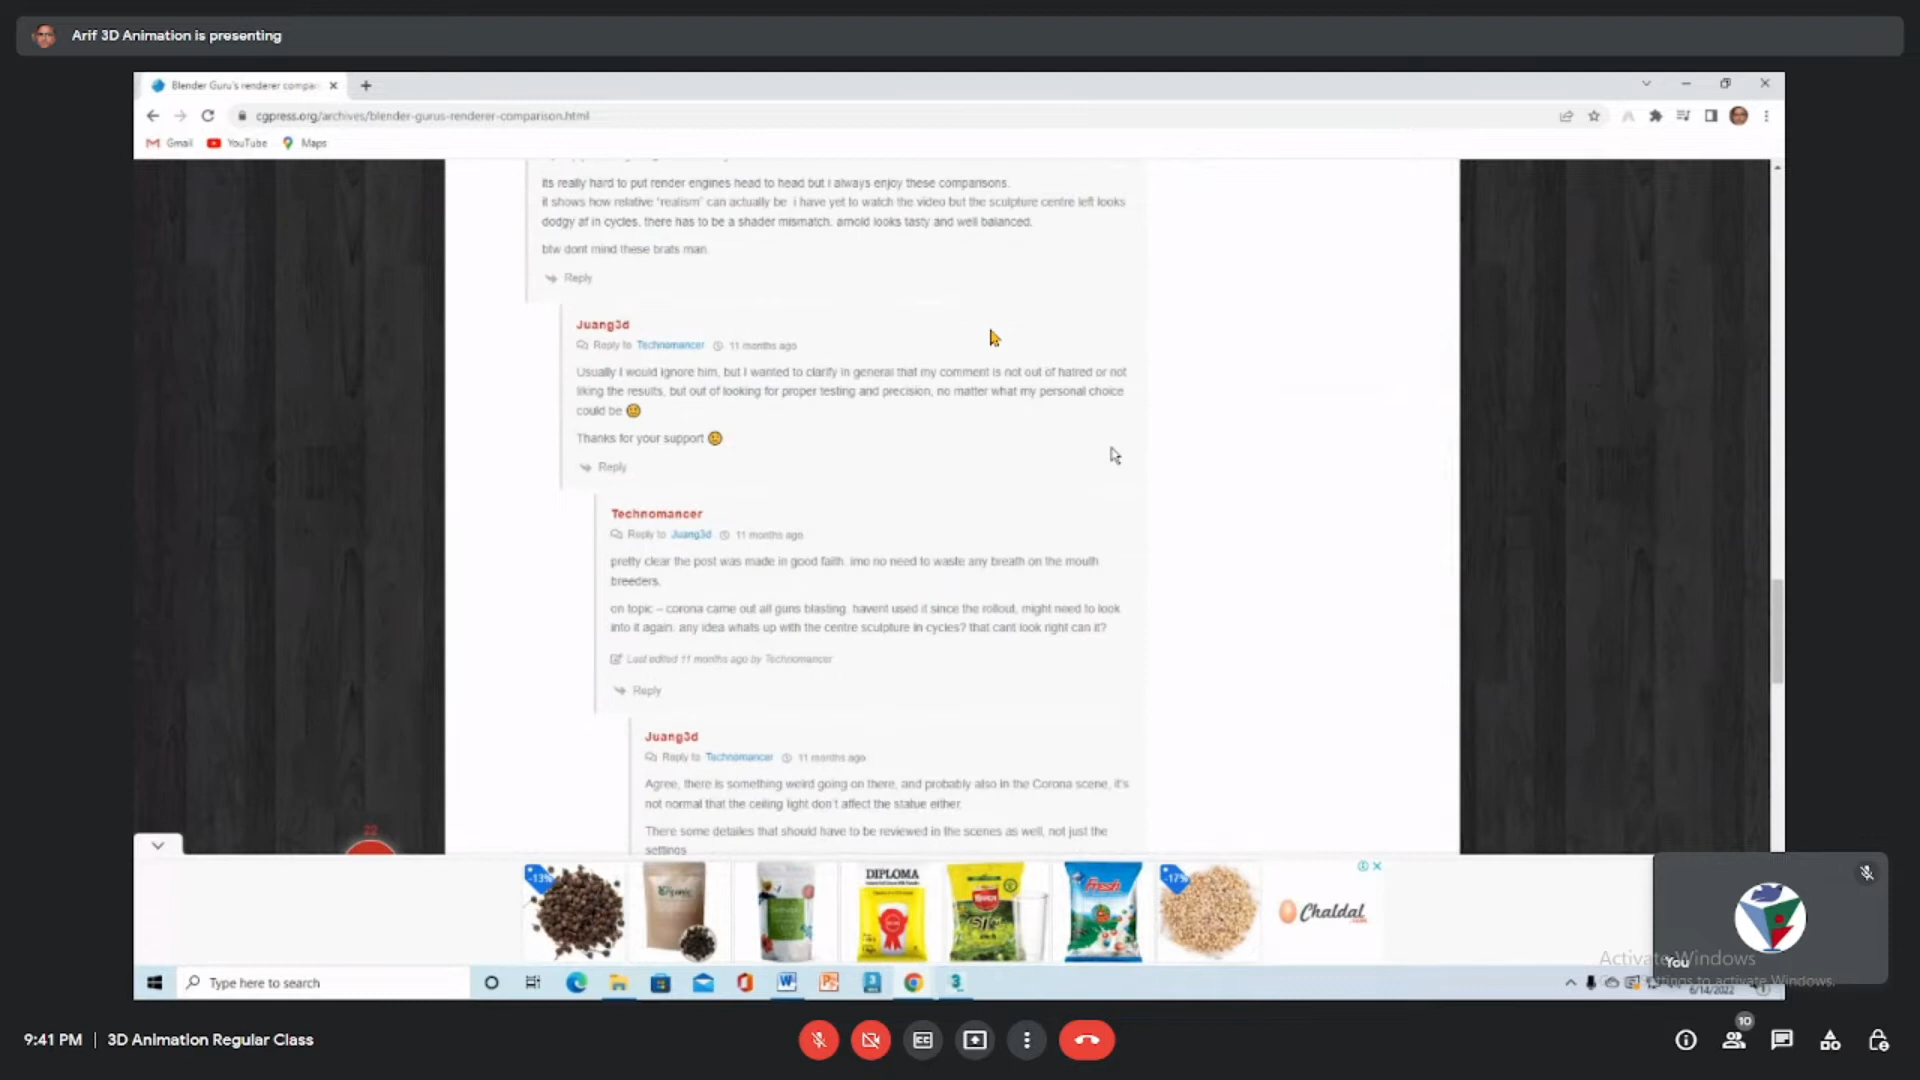 Arif 3D Animation is presenting
Blender Guru's renderer compa
cgpress.org/archives/blender-gurus-renderer-comparison.html
Gmail YouTube Maps
its really hard to put render engines head to head but i always enjoy these comparisons.
it shows how relative "realism" can actually be i have yet to watch the video but the sculpture centre left looks
dodgy af in cycles. there has to be a shader mismatch. arnold looks tasty and well balanced.
btw dont mind these brats man.
Reply
Juang3d
Reply to Technomancer 11 months ago
Usually I would ignore him, but I wanted to clarify in general that my comment is not out of hatred or not
liking the results, but out of looking for proper testing and precision, no matter what my personal choice
could be
Thanks for your support
Reply
Technomancer
Reply to Juang3d 11 months ago
pretty clear the post was made in good faith. imo no need to waste any breath on the mouth
breeders.
on topic – corona came out all guns blasting. havent used it since the rollout, might need to look
into it again. any idea whats up with the centre sculpture in cycles? that cant look right can it?
Last edited 11 months ago by Technomancer
Reply
Juang3d
Reply to Technomancer 11 months ago
Agree, there is something weird going on there, and probably also in the Corona scene, it's
not normal that the ceiling light don't affect the statue either.
There some detailes that should have to be reviewed in the scenes as well, not just the
settings
22
-13%
Organic
DIPLOMA
Fresh
-17%
Chaldal
You
Activate Windows
Type here to search
6/14/2022
9:41 PM | 3D Animation Regular Class
10